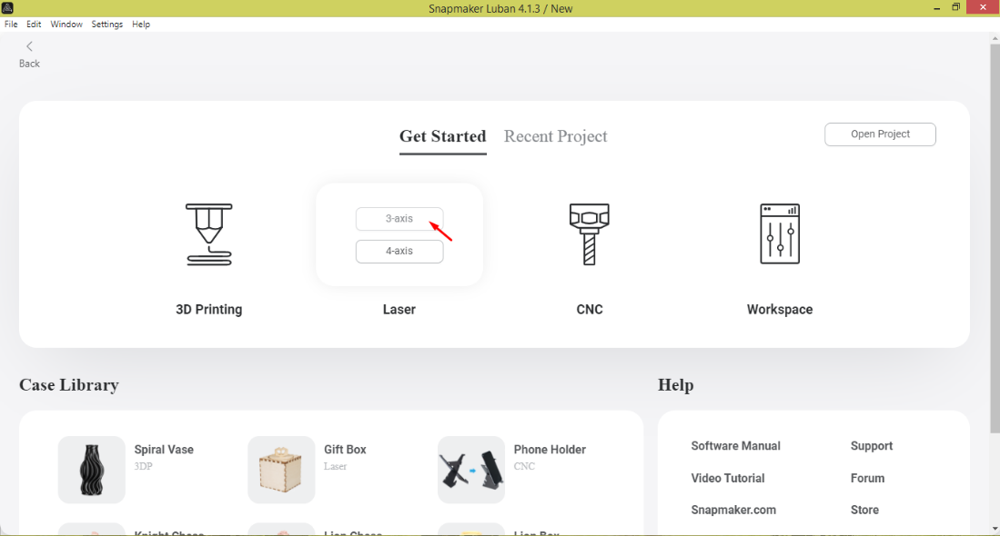 Snapmaker Luban 4.1.3 / New
File Edit Window Settings Help
Back
Get Started Recent Project
Open Project
3-axis
4-axis
3D Printing
Laser
CNC
Workspace
Case Library
Spiral Vase
3DP
Gift Box
Laser
Phone Holder
CNC
Knight Chess
Lion Chess
Lion Box
Help
Software Manual
Support
Video Tutorial
Forum
Snapmaker.com
Store